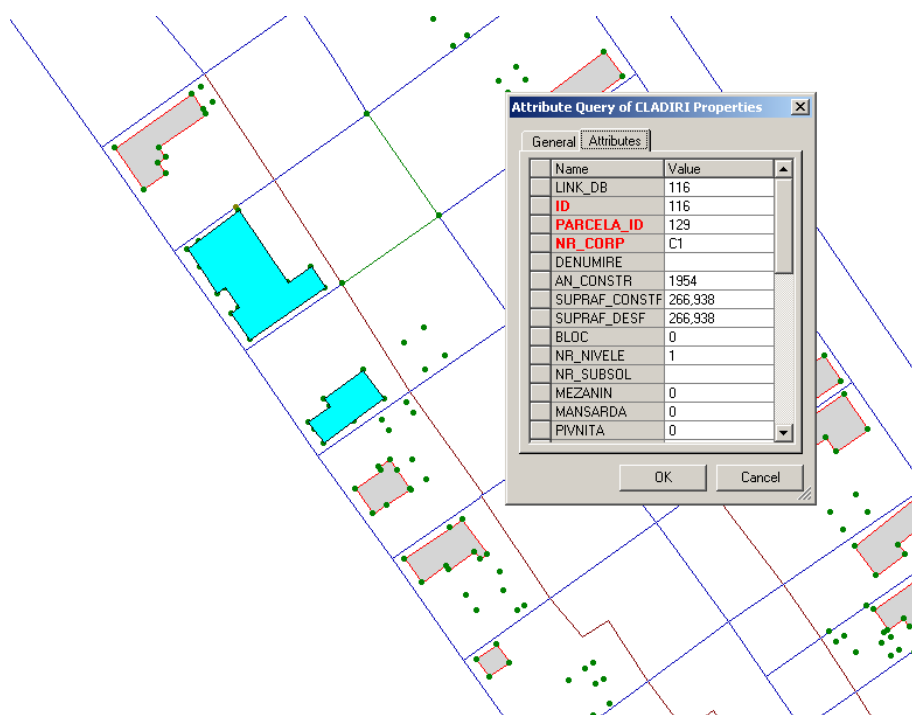 Attribute Query of CLADIRI Properties
General Attributes
Name Value
LINK_DB 116
ID 116
PARCELA_ID 129
NR_CORP C1
DENUMIRE
AN_CONSTR 1954
SUPRAF_CONSTF 266,938
SUPRAF_DESF 266,938
BLOC 0
NR_NIVELE 1
NR_SUBSOL
MEZANIN 0
MANSARDA 0
PIVNITA 0
OK Cancel